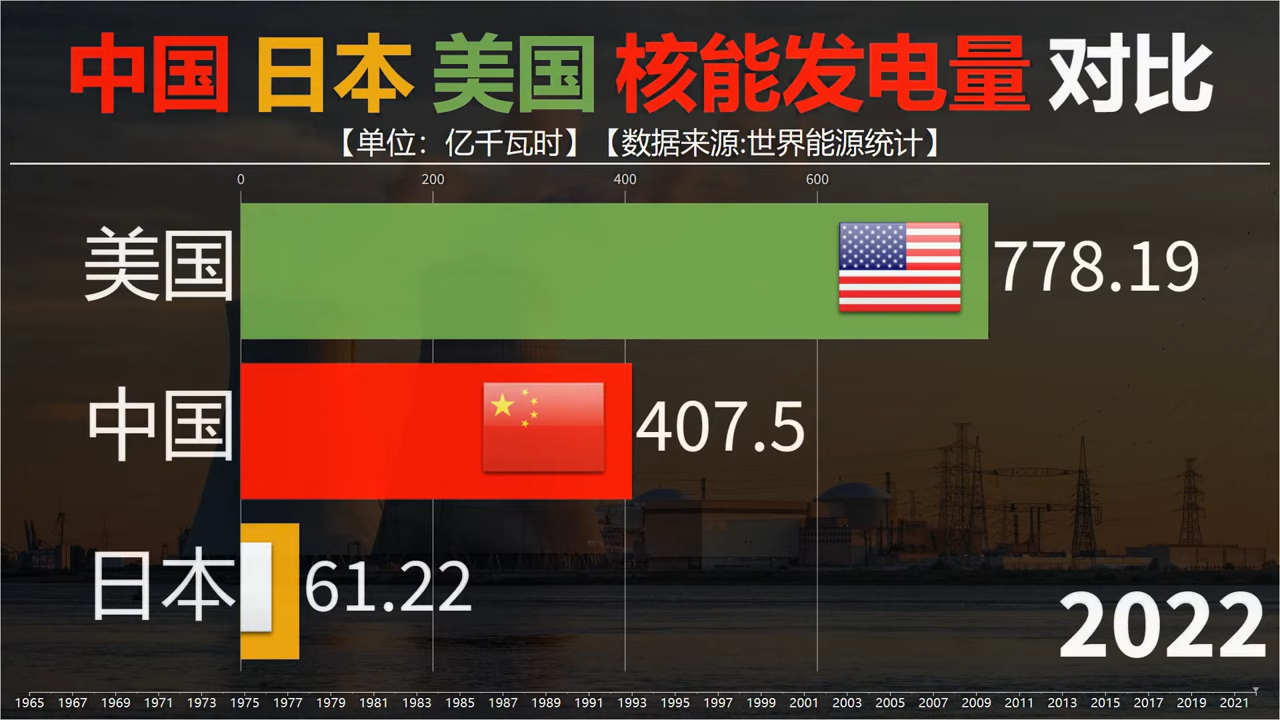 中国 日本 美国 核能发电量 对比
【单位：亿千瓦时】【数据来源:世界能源统计】
0 200 400 600
美国 778.19
中国 407.5
日本 61.22
2022
1965 1967 1969 1971 1973 1975 1977 1979 1981 1983 1985 1987 1989 1991 1993 1995 1997 1999 2001 2003 2005 2007 2009 2011 2013 2015 2017 2019 2021